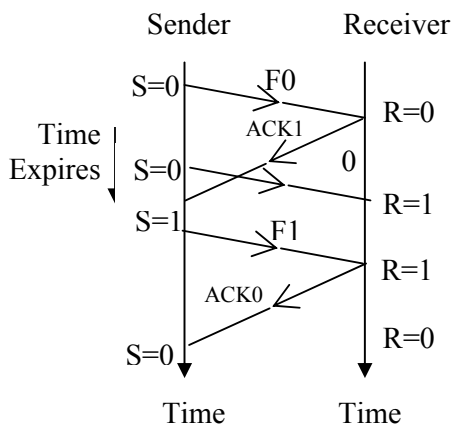 Sender Receiver
S=0 F0
R=0
Time
Expires
ACK1
S=0 0
R=1
S=1
F1
R=1
ACK0
S=0 R=0
Time Time